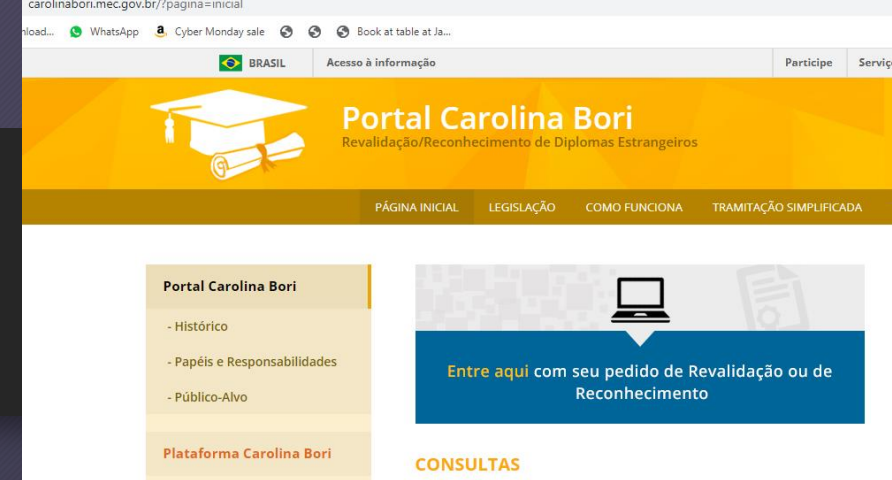 carolinabori.mec.gov.br/?pagina=inicial
WhatsApp Cyber Monday sale Book at table at Ja...
BRASIL Acesso à informação Participe
Portal Carolina Bori
Revalidação/Reconhecimento de Diplomas Estrangeiros
PÁGINA INICIAL LEGISLAÇÃO COMO FUNCIONA TRAMITAÇÃO SIMPLIFICADA
Portal Carolina Bori
- Histórico
- Papéis e Responsabilidades
- Público-Alvo
Plataforma Carolina Bori
Entre aqui com seu pedido de Revalidação ou de
Reconhecimento
CONSULTAS